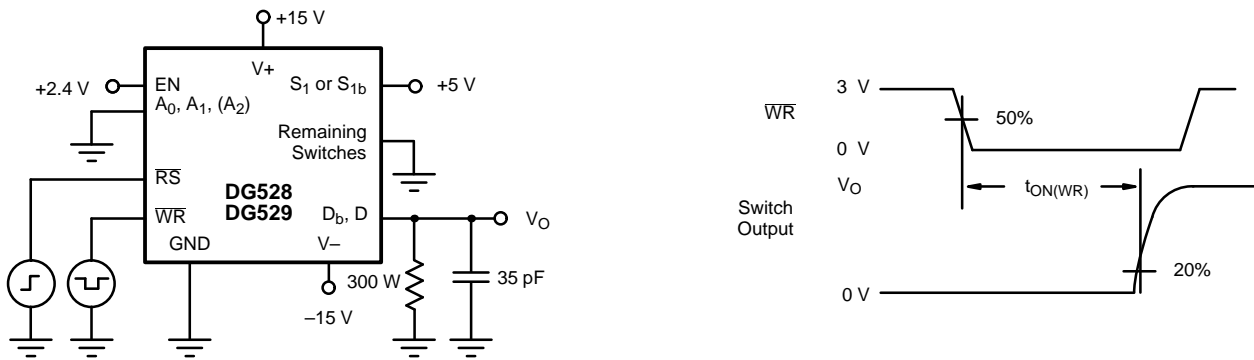 +15 V
V+
+2.4 V
EN
S1 or S1b
+5 V
A0, A1, (A2)
Remaining
Switches
RS
DG528
DG529
WR
Db, D
VO
GND
V–
300 W
35 pF
–15 V
3 V
WR
50%
0 V
VO
tON(WR)
Switch
Output
20%
0 V